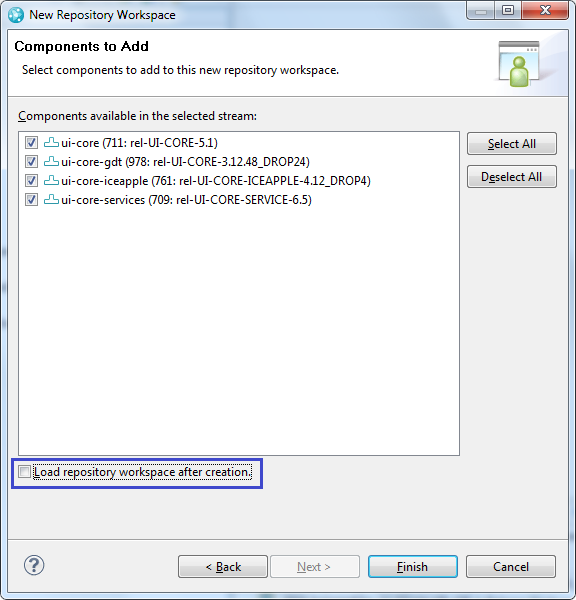 New Repository Workspace
Components to Add
Select components to add to this new repository workspace.
Components available in the selected stream:
ui-core (711: rel-UI-CORE-5.1)
ui-core-gdt (978: rel-UI-CORE-3.12.48_DROP24)
ui-core-iceapple (761: rel-UI-CORE-ICEAPPLE-4.12_DROP4)
ui-core-services (709: rel-UI-CORE-SERVICE-6.5)
Select All
Deselect All
Load repository workspace after creation.
?
< Back
Next >
Finish
Cancel